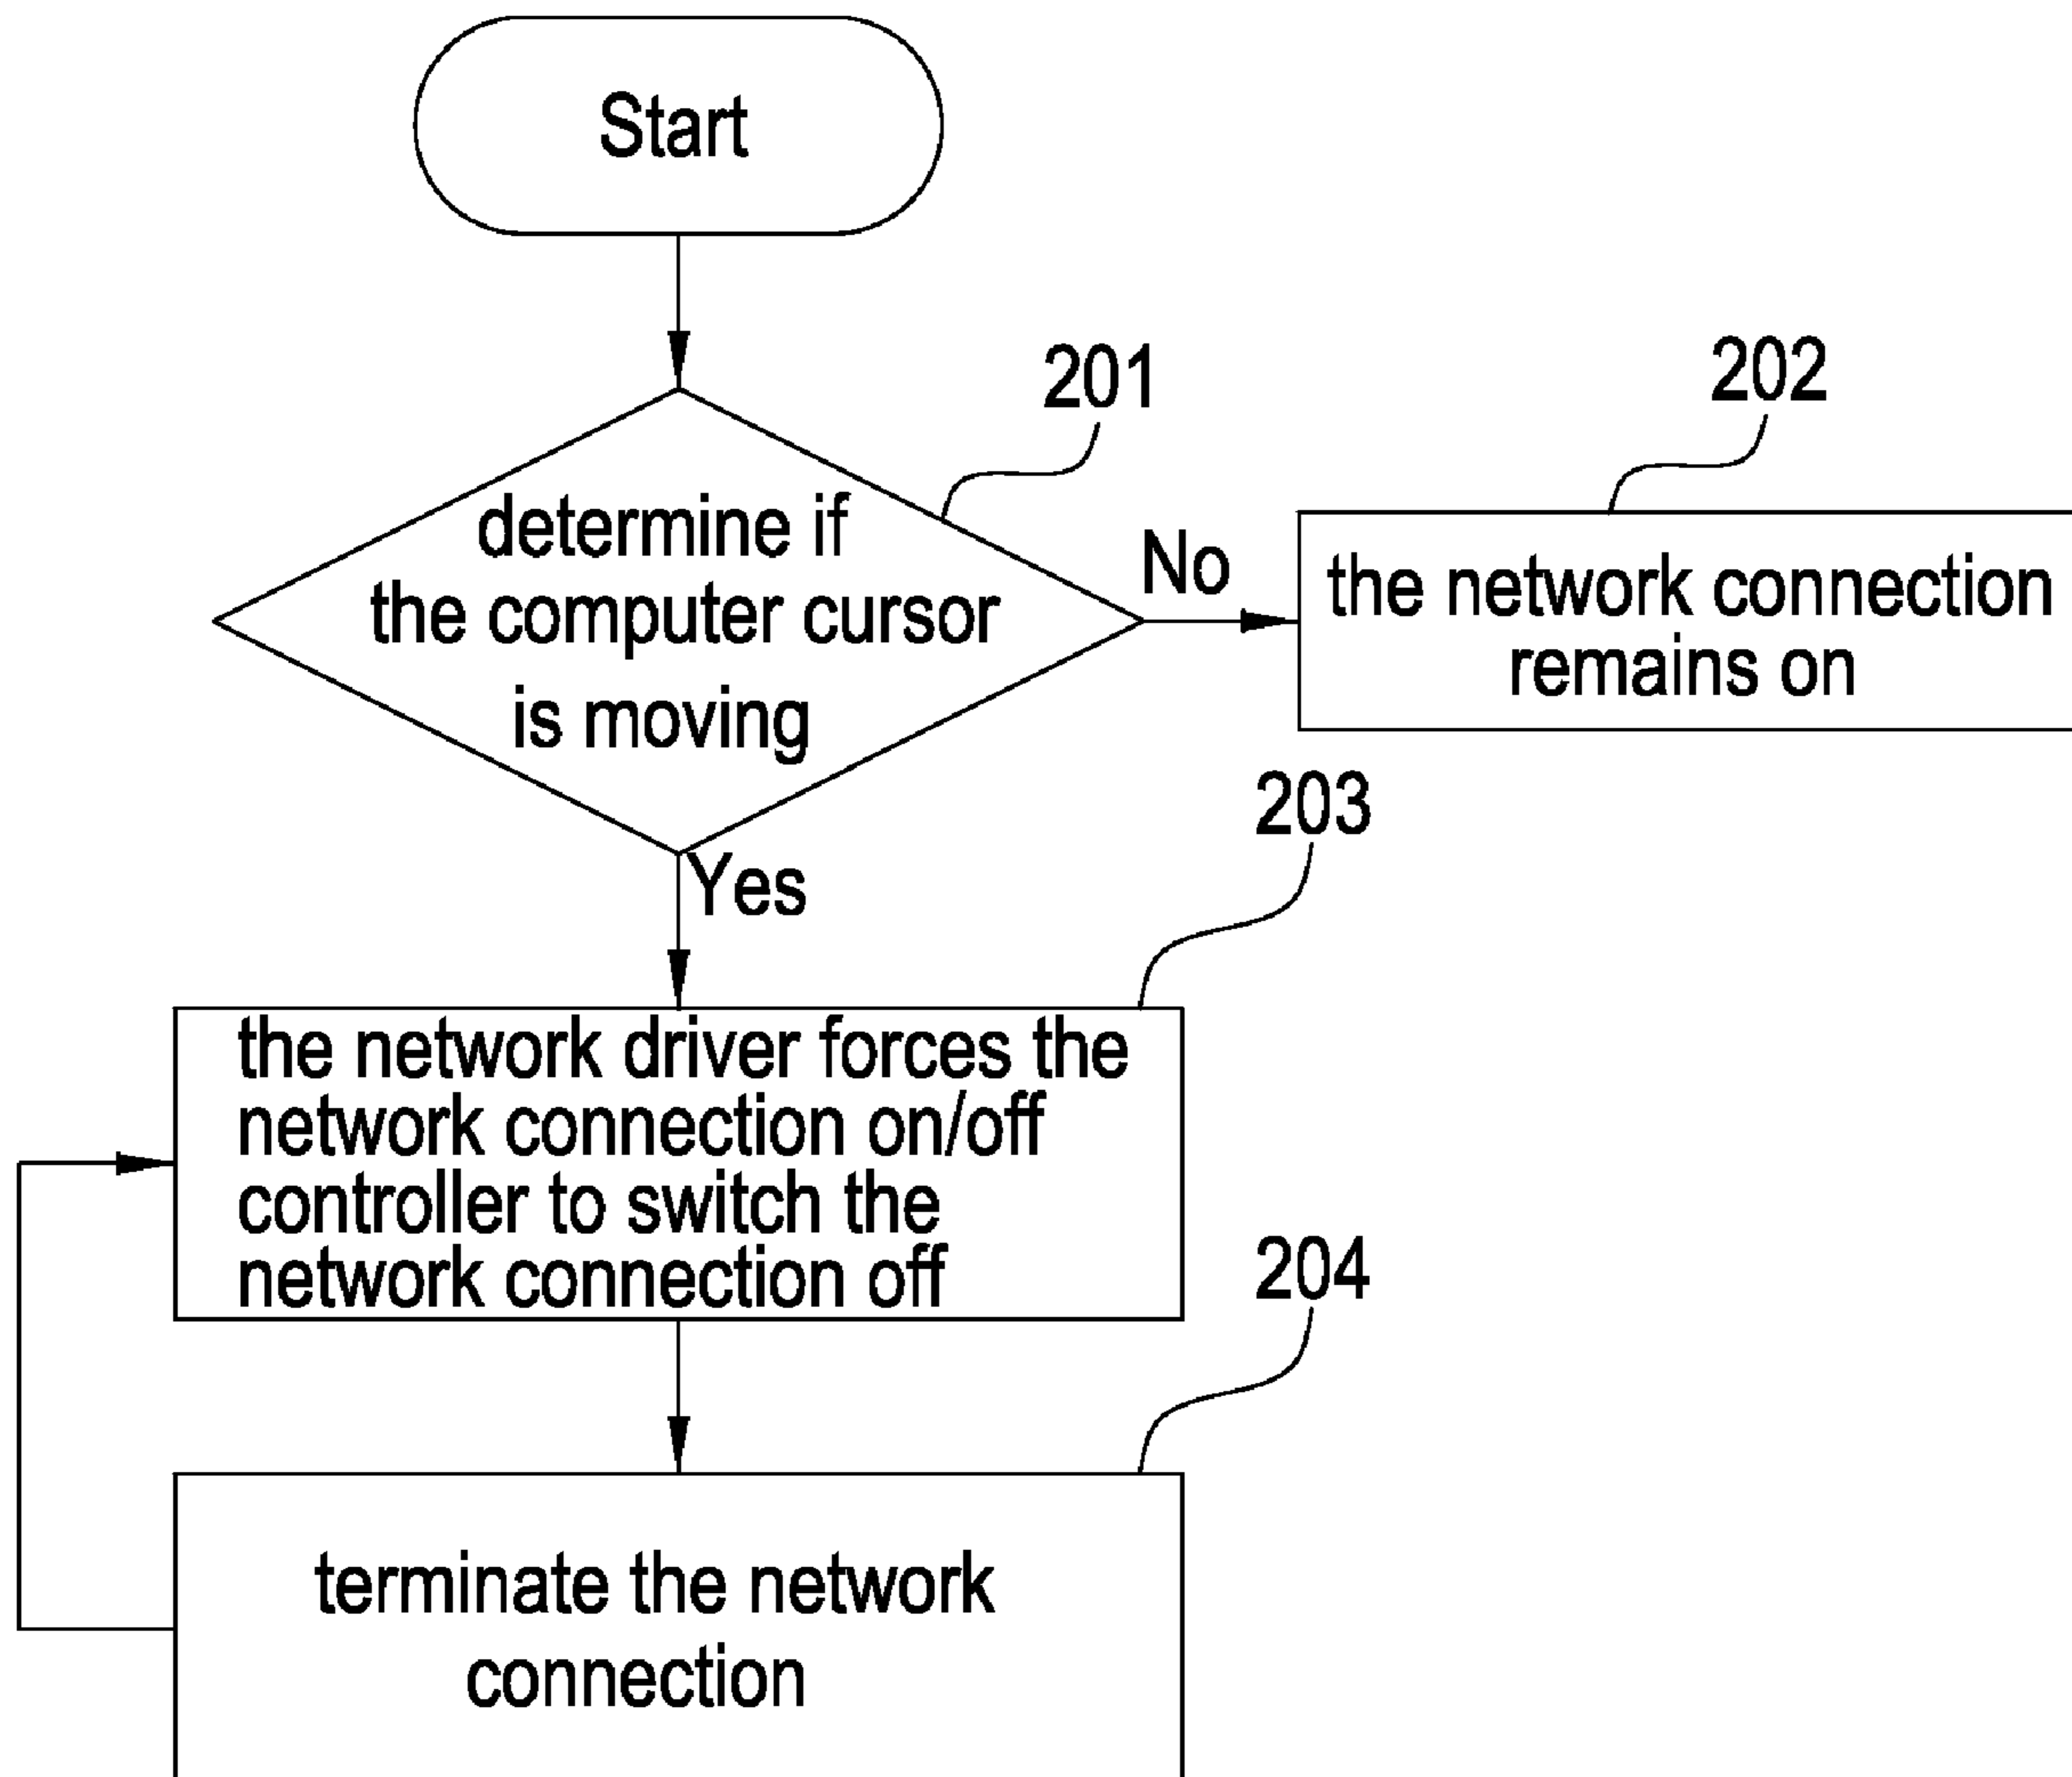 Start
201
determine if
the computer cursor
is moving
No
202
the network connection
remains on
Yes
203
the network driver forces the
network connection on/off
controller to switch the
network connection off
204
terminate the network
connection